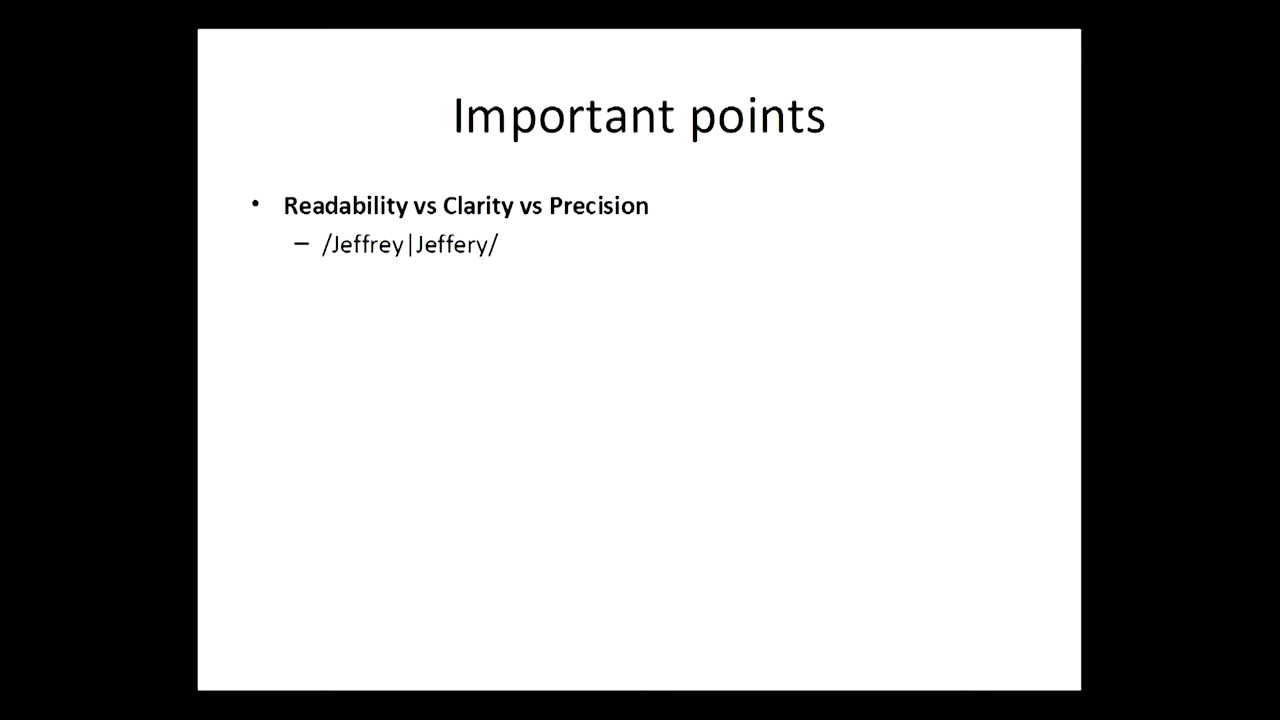 Important points
• Readability vs Clarity vs Precision
– /Jeffrey|Jeffery/